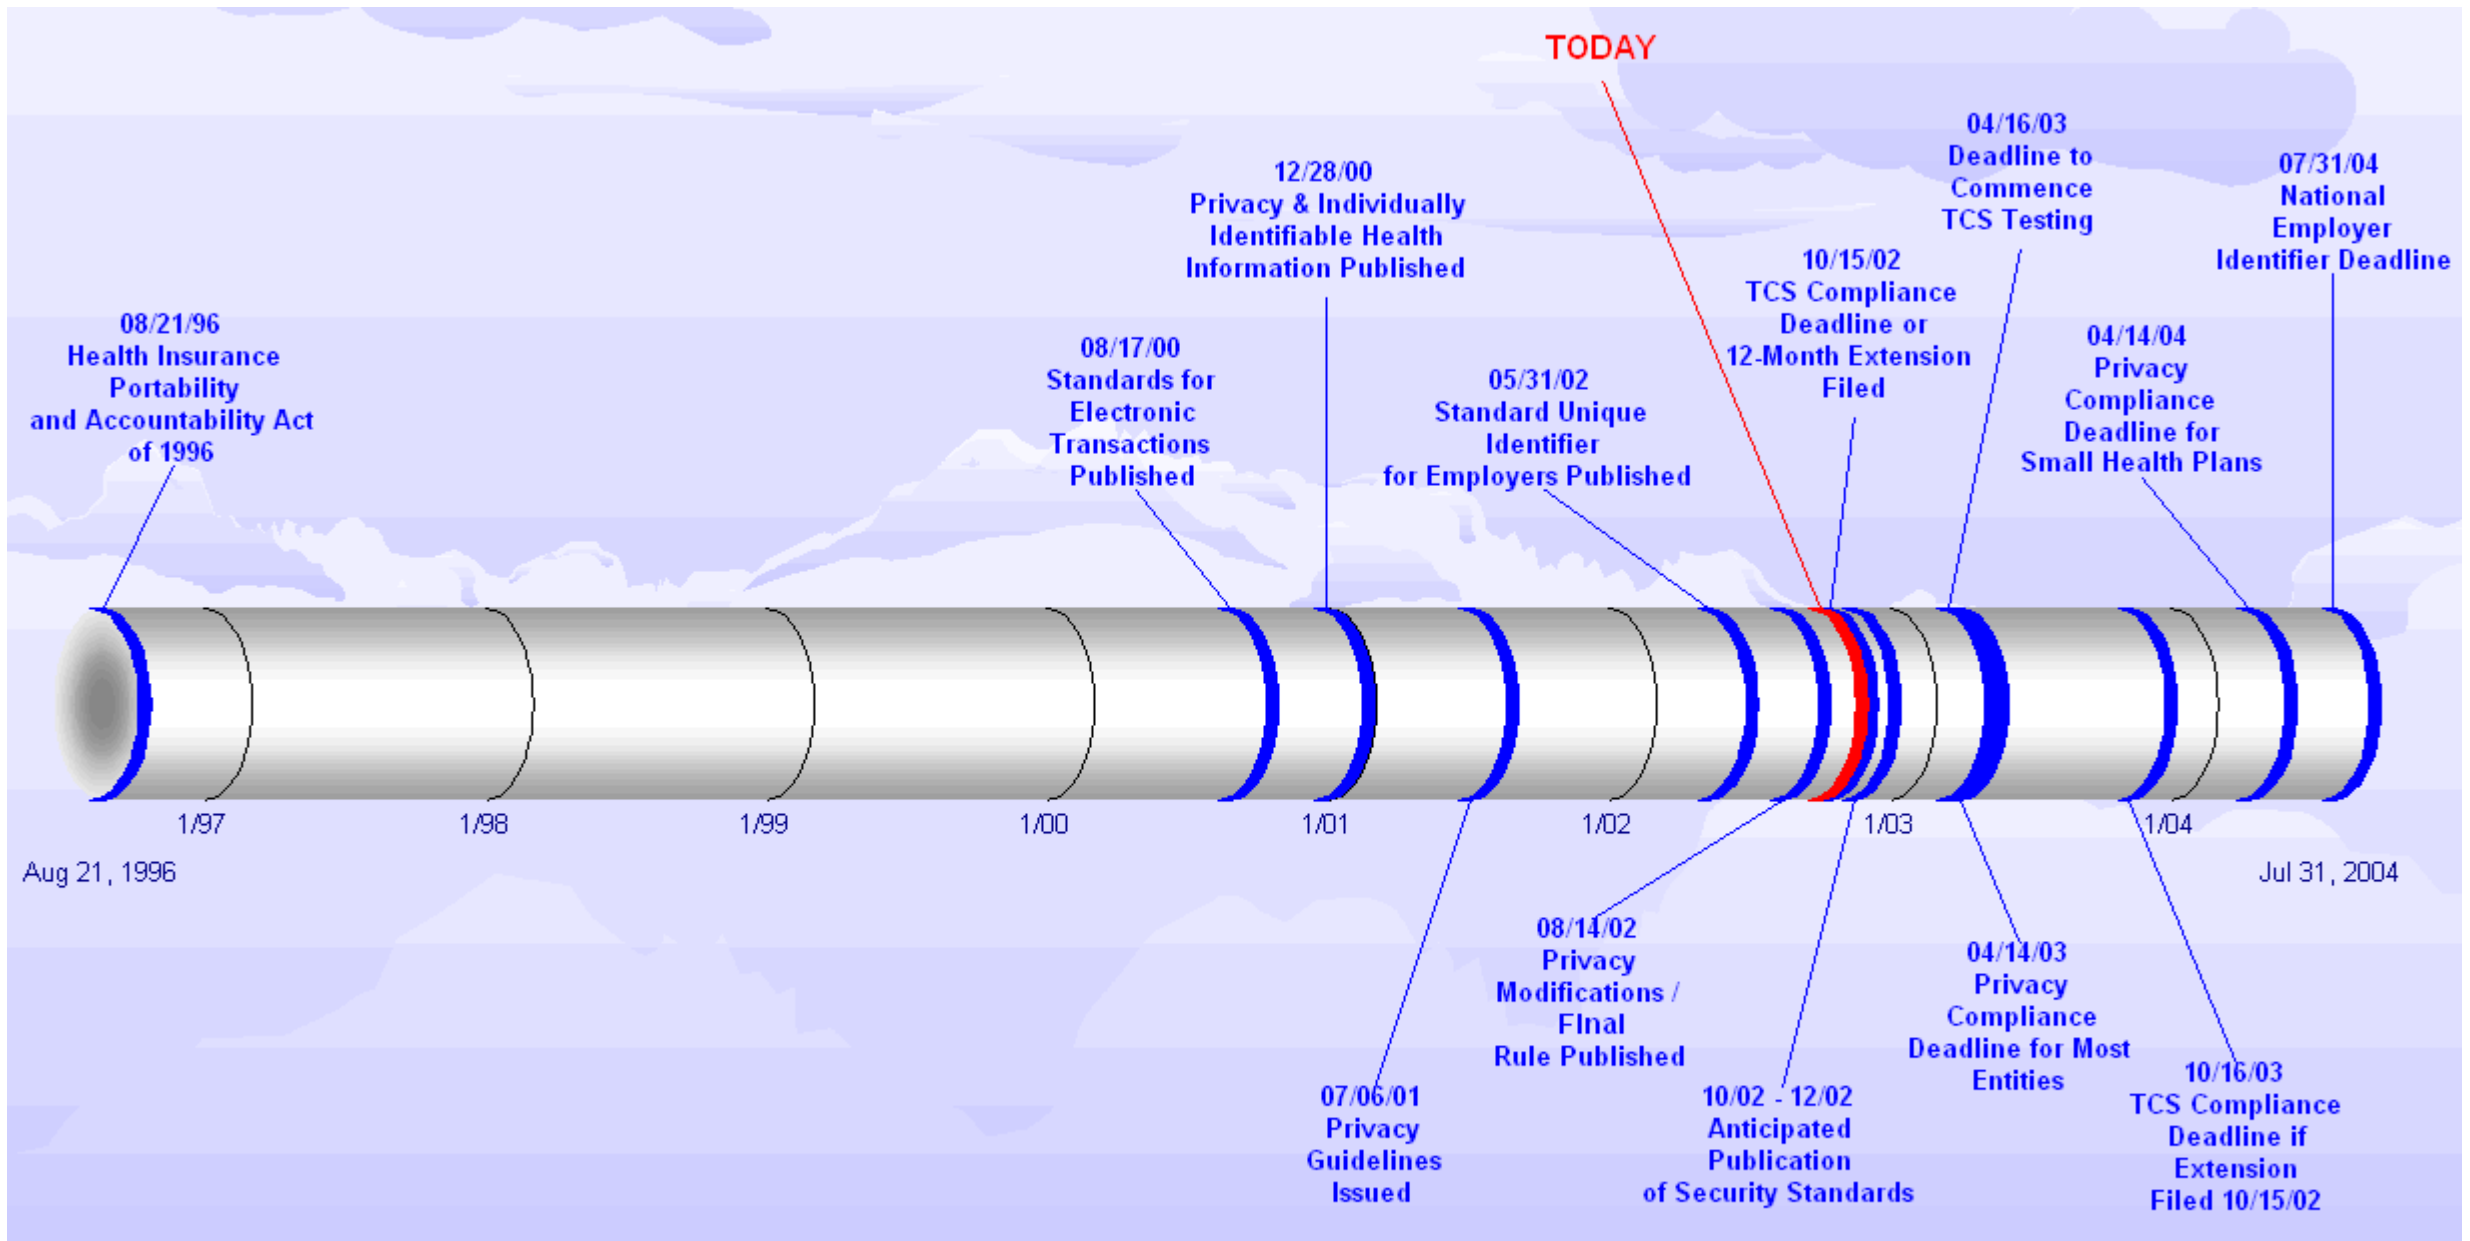 TODAY
08/21/96
Health Insurance
Portability
and Accountability Act
of 1996
08/17/00
Standards for
Electronic
Transactions
Published
12/28/00
Privacy & Individually
Identifiable Health
Information Published
05/31/02
Standard Unique
Identifier
for Employers Published
10/15/02
TCS Compliance
Deadline or
12-Month Extension
Filed
04/16/03
Deadline to
Commence
TCS Testing
04/14/04
Privacy
Compliance
Deadline for
Small Health Plans
07/31/04
National
Employer
Identifier Deadline
1/97
1/98
1/99
1/00
1/01
1/02
1/03
1/04
Aug 21, 1996
Jul 31, 2004
07/06/01
Privacy
Guidelines
Issued
08/14/02
Privacy
Modifications /
FInal
Rule Published
10/02 - 12/02
Anticipated
Publication
of Security Standards
04/14/03
Privacy
Compliance
Deadline for Most
Entities
10/16/03
TCS Compliance
Deadline if
Extension
Filed 10/15/02